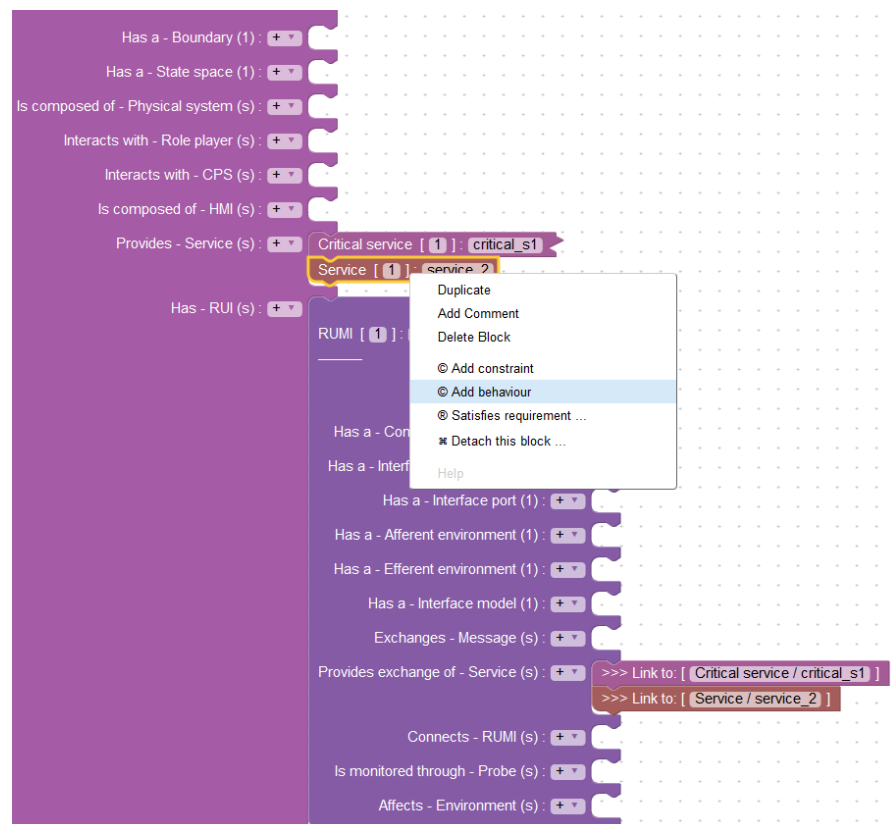 Has a - Boundary (1) : +
Has a - State space (1) : +
Is composed of - Physical system (s) : +
Interacts with - Role player (s) : +
Interacts with - CPS (s) : +
Is composed of - HMI (s) : +
Provides - Service (s) : + Critical service [ 1 ] : critical_s1
Service [ 1 ] : service_2
Duplicate
Add Comment
Has - RUI (s) : +
RUMI [ 1 ] :
Delete Block
© Add constraint
© Add behaviour
® Satisfies requirement ...
Has a - Con
⌘ Detach this block ...
Has a - Interf
Help
Has a - Interface port (1) : +
Has a - Afferent environment (1) : +
Has a - Efferent environment (1) : +
Has a - Interface model (1) : +
Exchanges - Message (s) : +
Provides exchange of - Service (s) : + >>> Link to: [ Critical service / critical_s1 ]
>>> Link to: [ Service / service_2 ]
Connects - RUMI (s) : +
Is monitored through - Probe (s) : +
Affects - Environment (s) : +